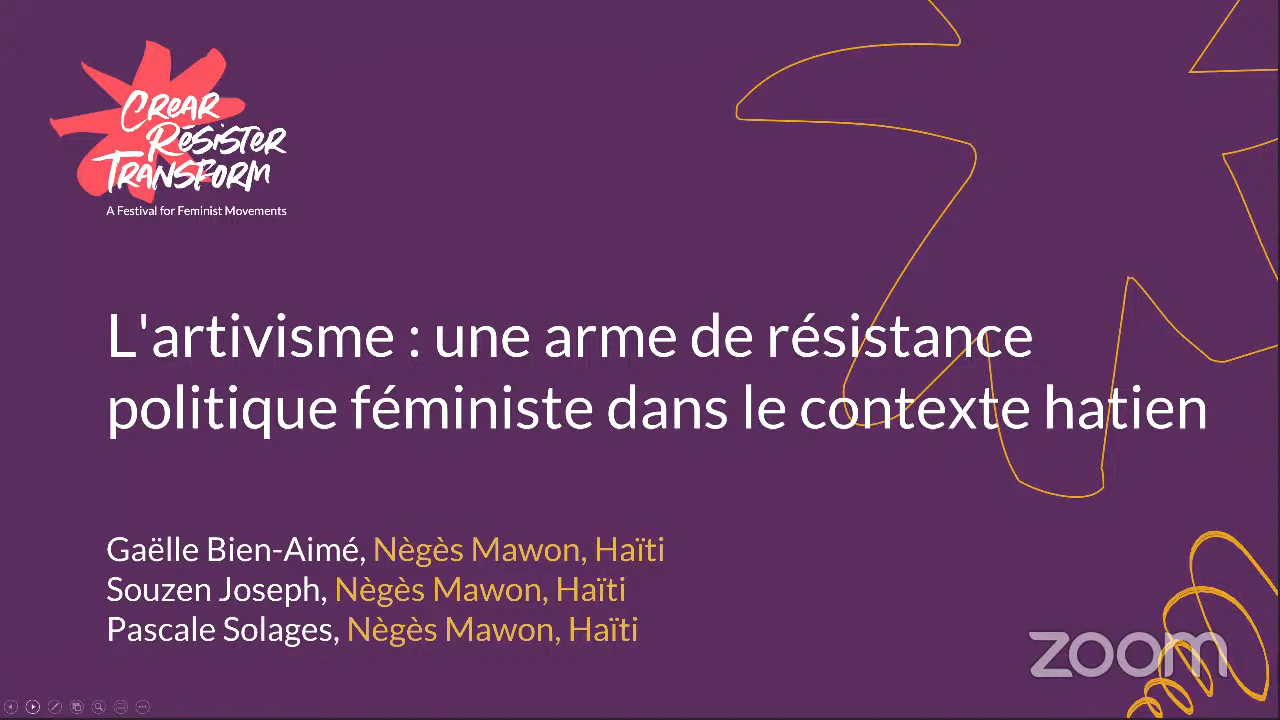 CREAR
RÉSISTER
TRANSFORM
A Festival for Feminist Movements
L'artivisme : une arme de résistance
politique féministe dans le contexte hatien
Gaëlle Bien-Aimé, Nègès Mawon, Haïti
Souzen Joseph, Nègès Mawon, Haïti
Pascale Solages, Nègès Mawon, Haïti
zoom